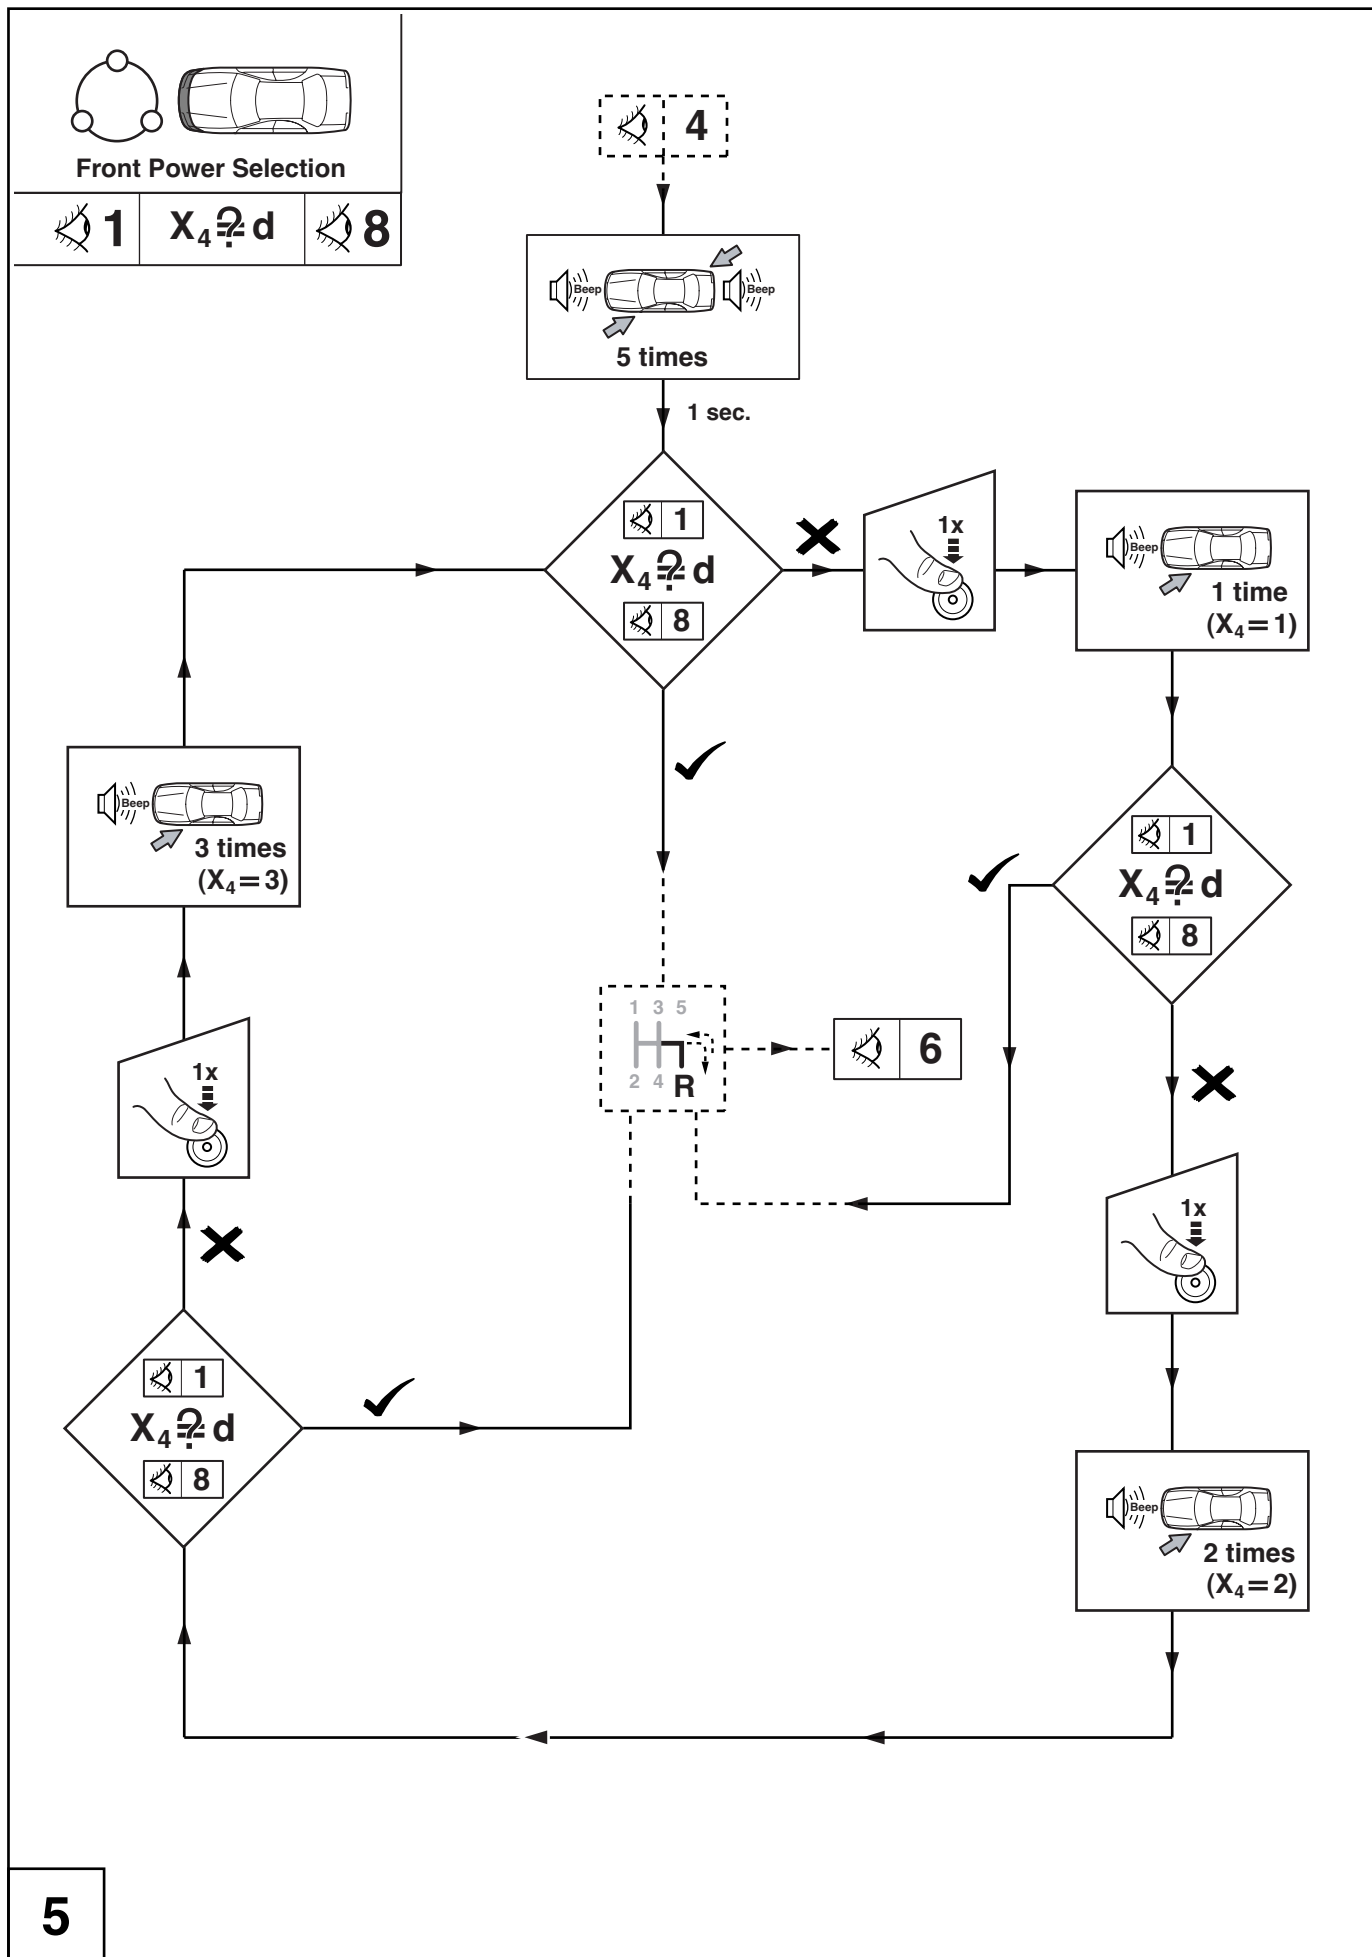 Front Power Selection
1 X₄ ≟ d 8
4
Beep Beep
5 times
1 sec.
1
X₄ ≟ d
8
1x
Beep
1 time
(X₄=1)
Beep
3 times
(X₄=3)
1
X₄ ≟ d
8
1 3 5
2 4 R
6
1x
1x
1
X₄ ≟ d
8
Beep
2 times
(X₄=2)
5